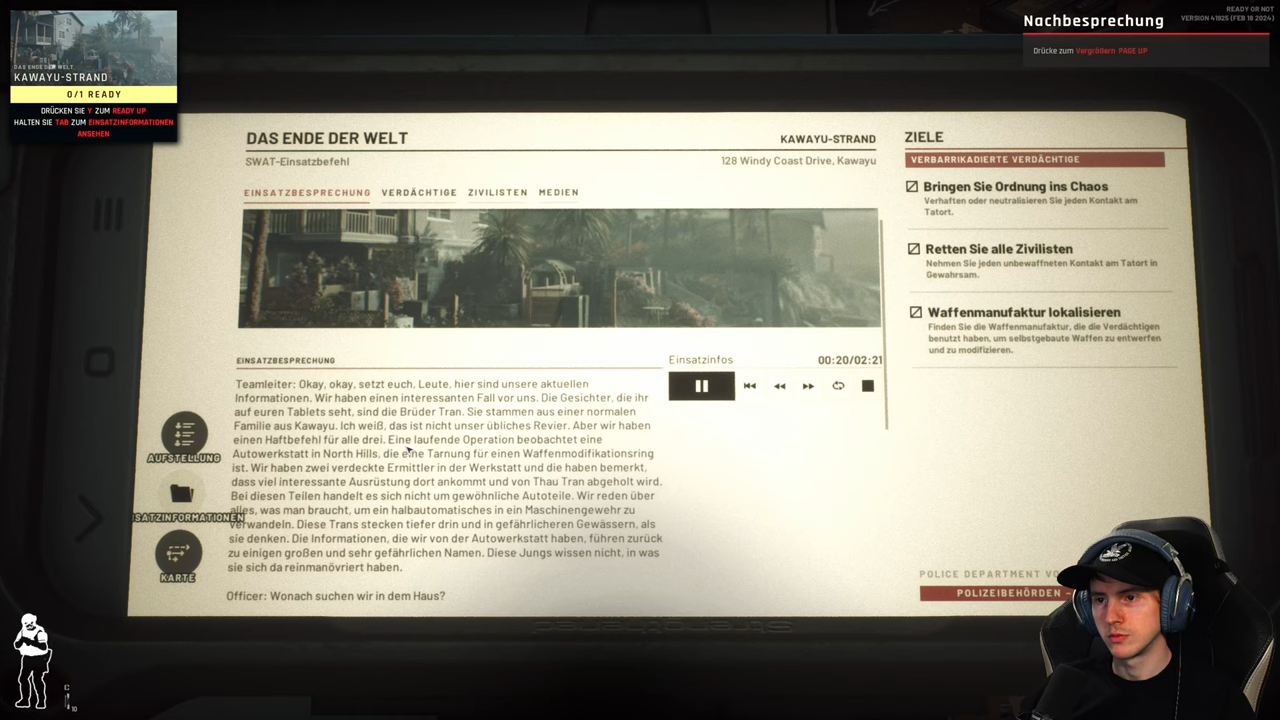 DAS ENDE DER WELT
KAWAYU-STRAND
0/1 READY
DRÜCKEN SIE Y ZUM READY UP
HALTEN SIE TAB ZUM EINSATZINFORMATIONEN
ANSEHEN
Nachbesprechung
READY OR NOT
VERSION 41925 (FEB 18 2024)
Drücke zum Vergrößern PAGE UP
DAS ENDE DER WELT
KAWAYU-STRAND
SWAT-Einsatzbefehl
128 Windy Coast Drive, Kawayu
EINSATZBESPRECHUNG VERDÄCHTIGE ZIVILISTEN MEDIEN
EINSATZBESPRECHUNG
Teamleiter: Okay, okay, setzt euch, Leute, hier sind unsere aktuellen
Informationen. Wir haben einen interessanten Fall vor uns. Die Gesichter, die ihr
auf euren Tablets seht, sind die Brüder Tran. Sie stammen aus einer normalen
Familie aus Kawayu. Ich weiß, das ist nicht unser übliches Revier. Aber wir haben
einen Haftbefehl für alle drei. Eine laufende Operation beobachtet eine
Autowerkstatt in North Hills, die eine Tarnung für einen Waffenmodifikationsring
ist. Wir haben zwei verdeckte Ermittler in der Werkstatt und die haben bemerkt,
dass viel interessante Ausrüstung dort ankommt und von Thau Tran abgeholt wird.
Bei diesen Teilen handelt es sich nicht um gewöhnliche Autoteile. Wir reden über
alles, was man braucht, um ein halbautomatisches in ein Maschinengewehr zu
verwandeln. Diese Trans stecken tiefer drin und in gefährlicheren Gewässern, als
sie denken. Die Informationen, die wir von der Autowerkstatt haben, führen zurück
zu einigen großen und sehr gefährlichen Namen. Diese Jungs wissen nicht, in was
sie sich da reinmanövriert haben.
Officer: Wonach suchen wir in dem Haus?
Einsatzinfos 00:20/02:21
ZIELE
VERBARRIKADIERTE VERDÄCHTIGE
Bringen Sie Ordnung ins Chaos
Verhaften oder neutralisieren Sie jeden Kontakt am
Tatort.
Retten Sie alle Zivilisten
Nehmen Sie jeden unbewaffneten Kontakt am Tatort in
Gewahrsam.
Waffenmanufaktur lokalisieren
Finden Sie die Waffenmanufaktur, die die Verdächtigen
benutzt haben, um selbstgebaute Waffen zu entwerfen
und zu modifizieren.
POLICE DEPARTMENT
POLIZEIBEHÖRDEN -
AUFSTELLUNG
SATZINFORMATIONEN
KARTE
10